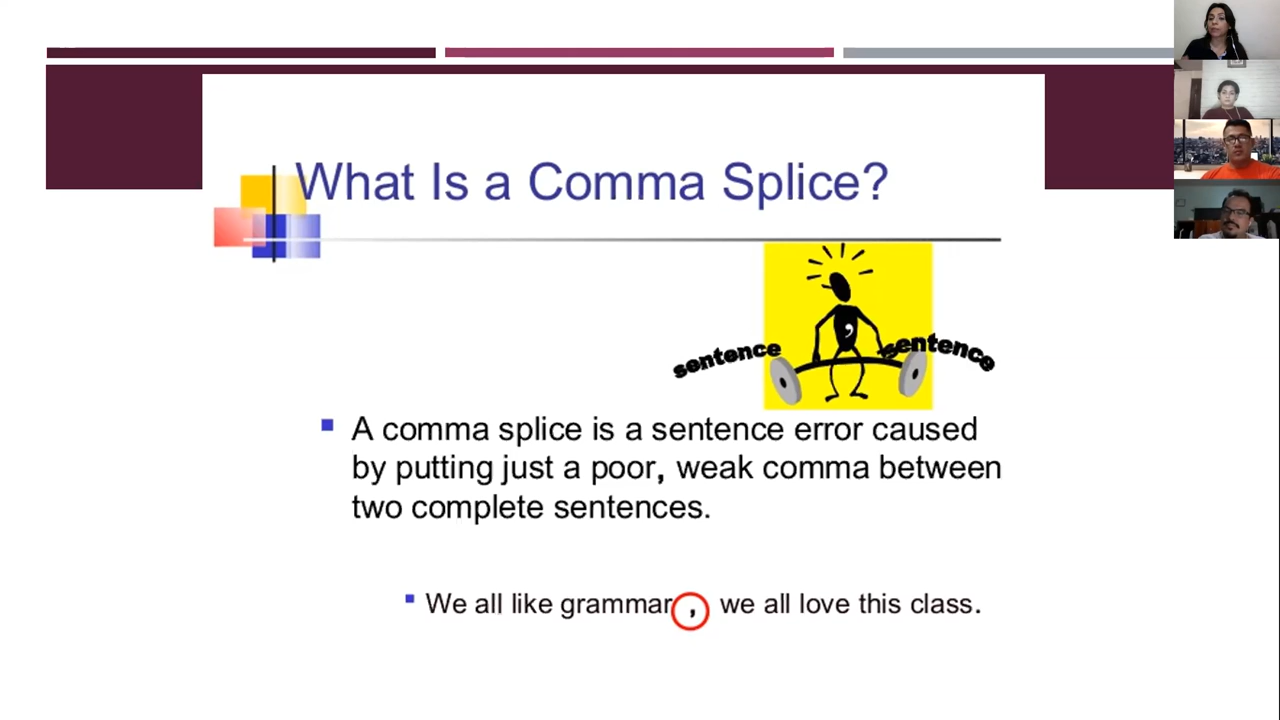 What Is a Comma Splice?
sentence
sentence
A comma splice is a sentence error caused
by putting just a poor, weak comma between
two complete sentences.
We all like grammar , we all love this class.